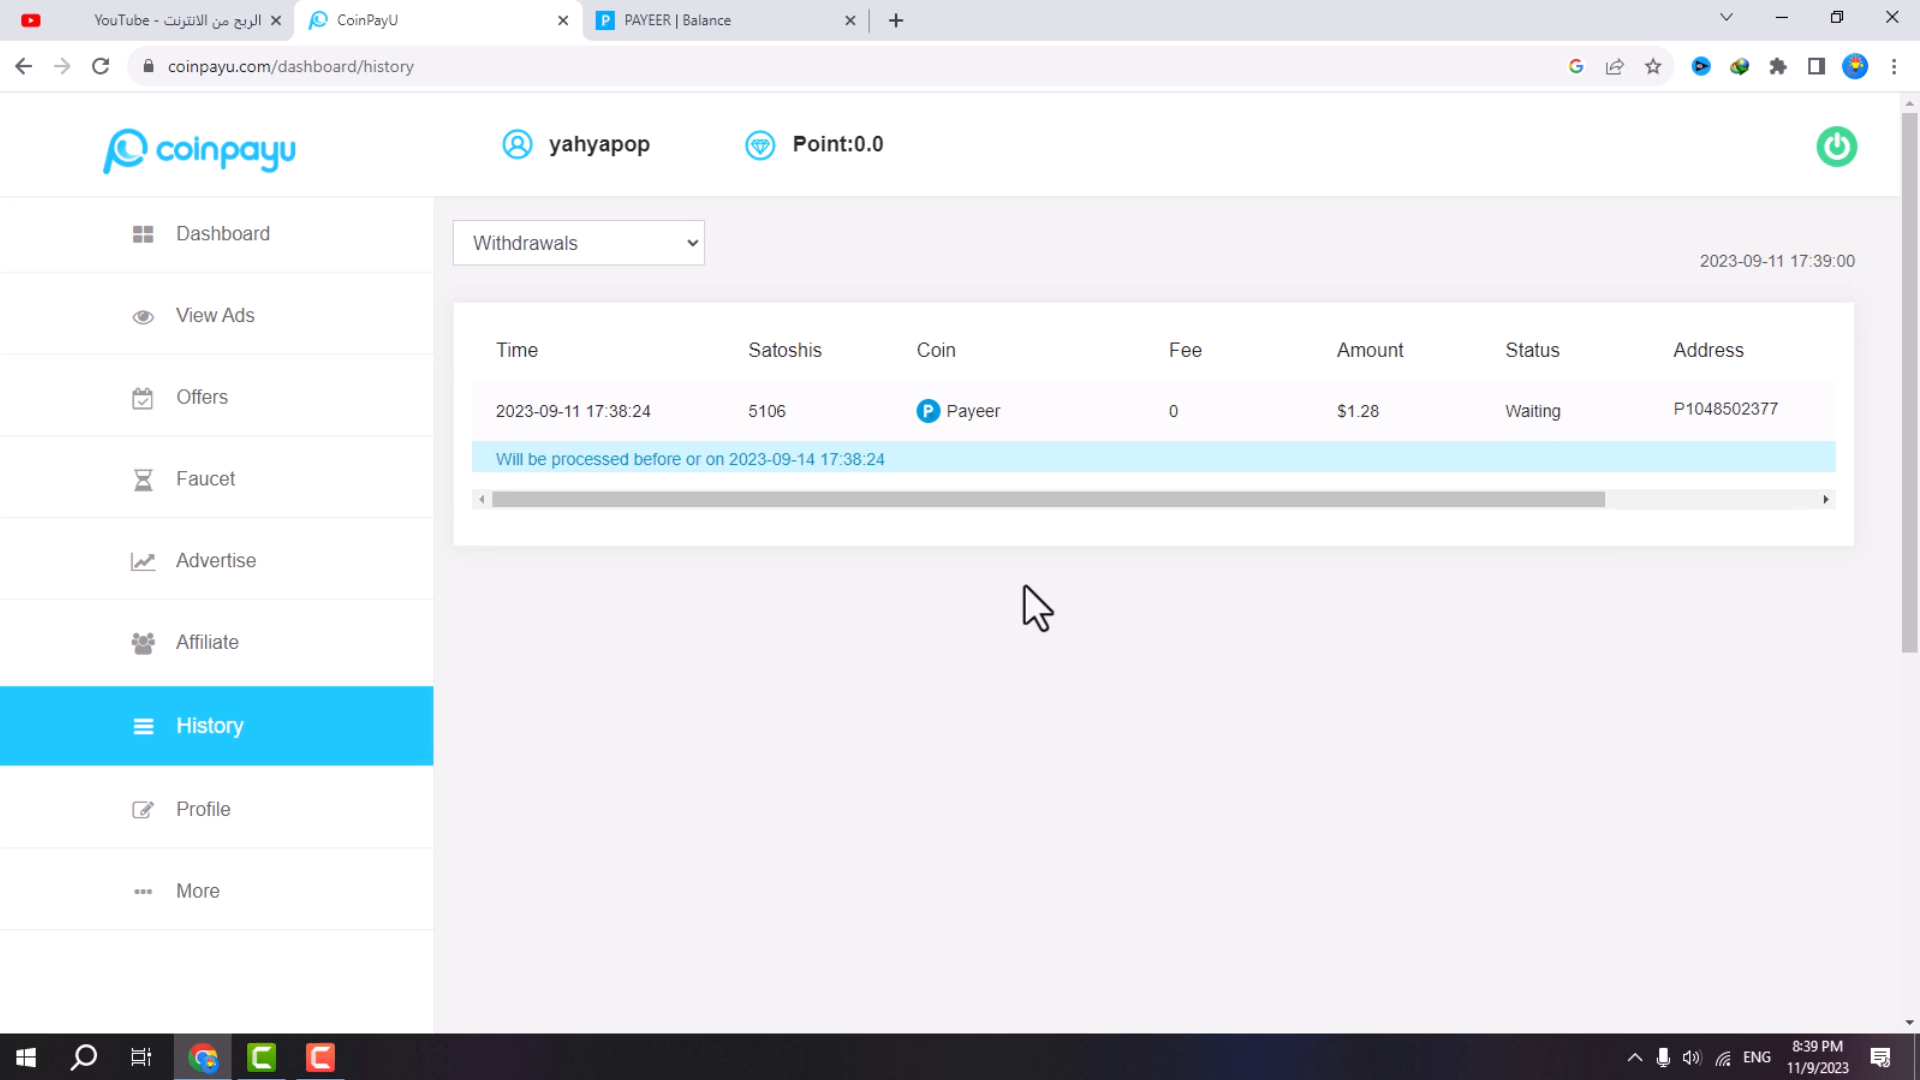 YouTube - الربح من الانترنت
CoinPayU
PAYEER | Balance
coinpayu.com/dashboard/history
coinpayu
yahyapop
Point:0.0
Dashboard
View Ads
Offers
Faucet
Advertise
Affiliate
History
Profile
More
Withdrawals
2023-09-11 17:39:00
Time Satoshis Coin Fee Amount Status Address
2023-09-11 17:38:24 5106 P Payeer 0 $1.28 Waiting P1048502377
Will be processed before or on 2023-09-14 17:38:24
ENG
8:39 PM
11/9/2023